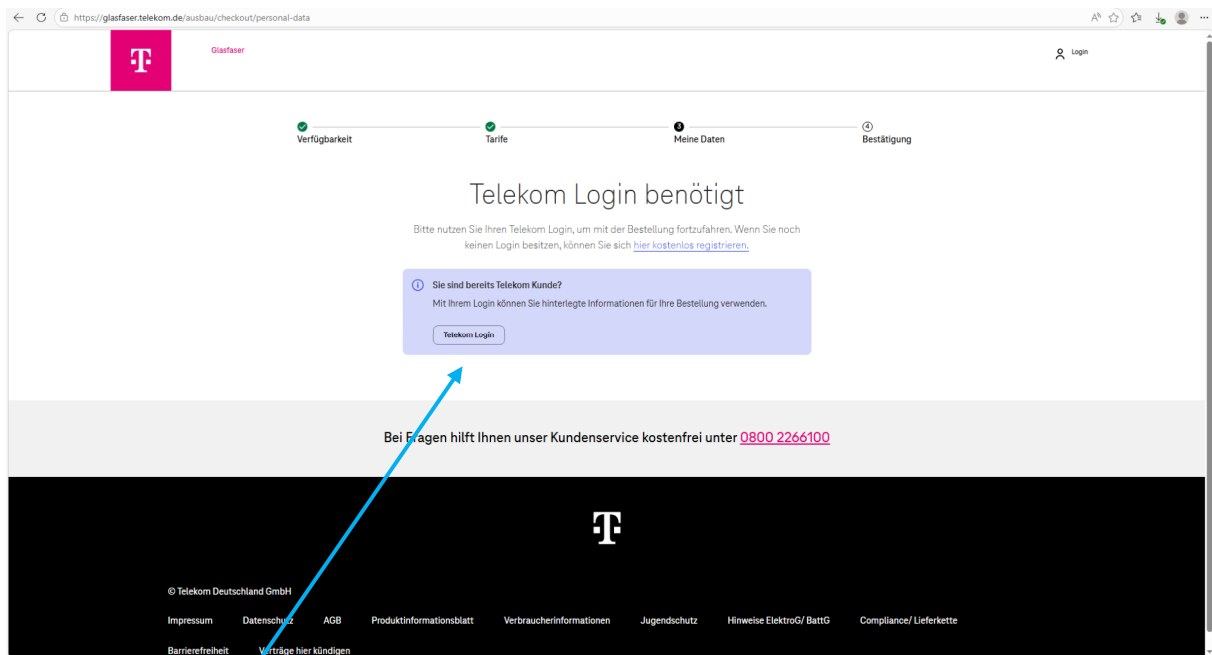 https://glasfaser.telekom.de/ausbau/checkout/personal-data
T
Glasfaser
Login
3
4
Verfügbarkeit
Tarife
Meine Daten
Bestätigung
Telekom Login benötigt
Bitte nutzen Sie Ihren Telekom Login, um mit der Bestellung fortzufahren. Wenn Sie noch
keinen Login besitzen, können Sie sich hier kostenlos registrieren.
Sie sind bereits Telekom Kunde?
Mit Ihrem Login können Sie hinterlegte Informationen für Ihre Bestellung verwenden.
Telekom Login
Bei Fragen hilft Ihnen unser Kundenservice kostenfrei unter 0800 2266100
T
© Telekom Deutschland GmbH
Impressum Datenschutz AGB Produktinformationsblatt Verbraucherinformationen Jugendschutz Hinweise ElektroG/ BattG Compliance/ Lieferkette
Barrierefreiheit Verträge hier kündigen